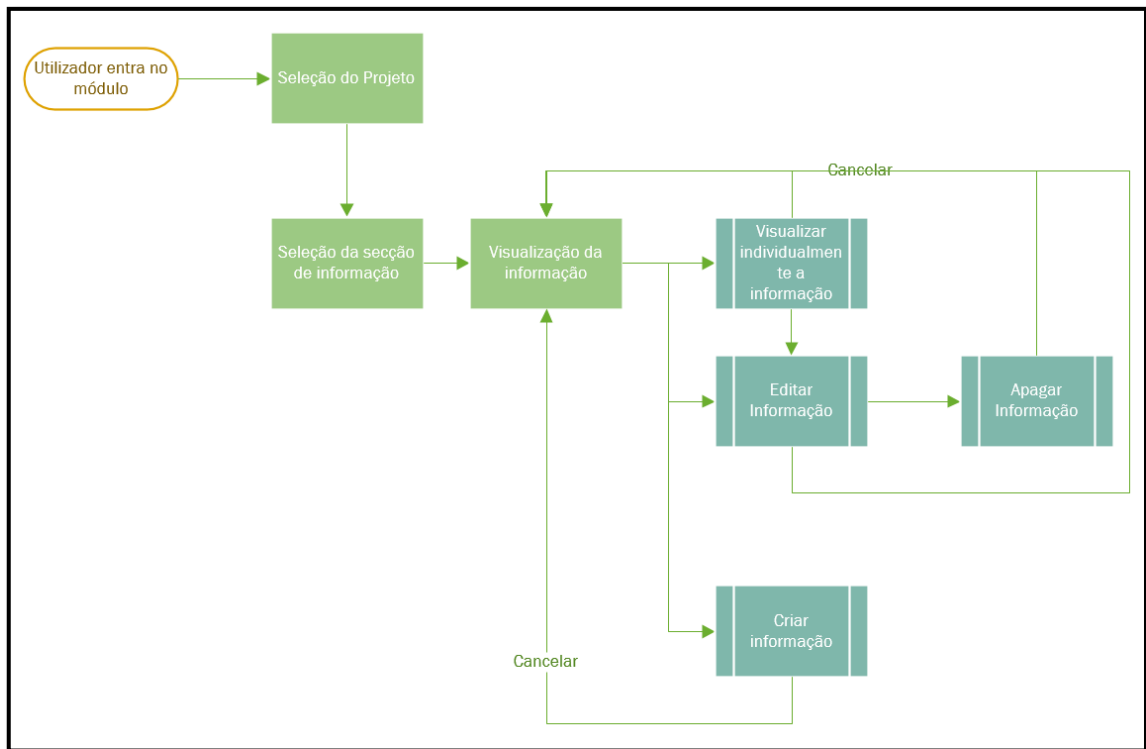 Utilizador entra no
módulo
Seleção do Projeto
Cancelar
Seleção da secção
de informação
Visualização da
informação
Visualizar
individualmen
te a
informação
Editar
Informação
Apagar
Informação
Criar
informação
Cancelar